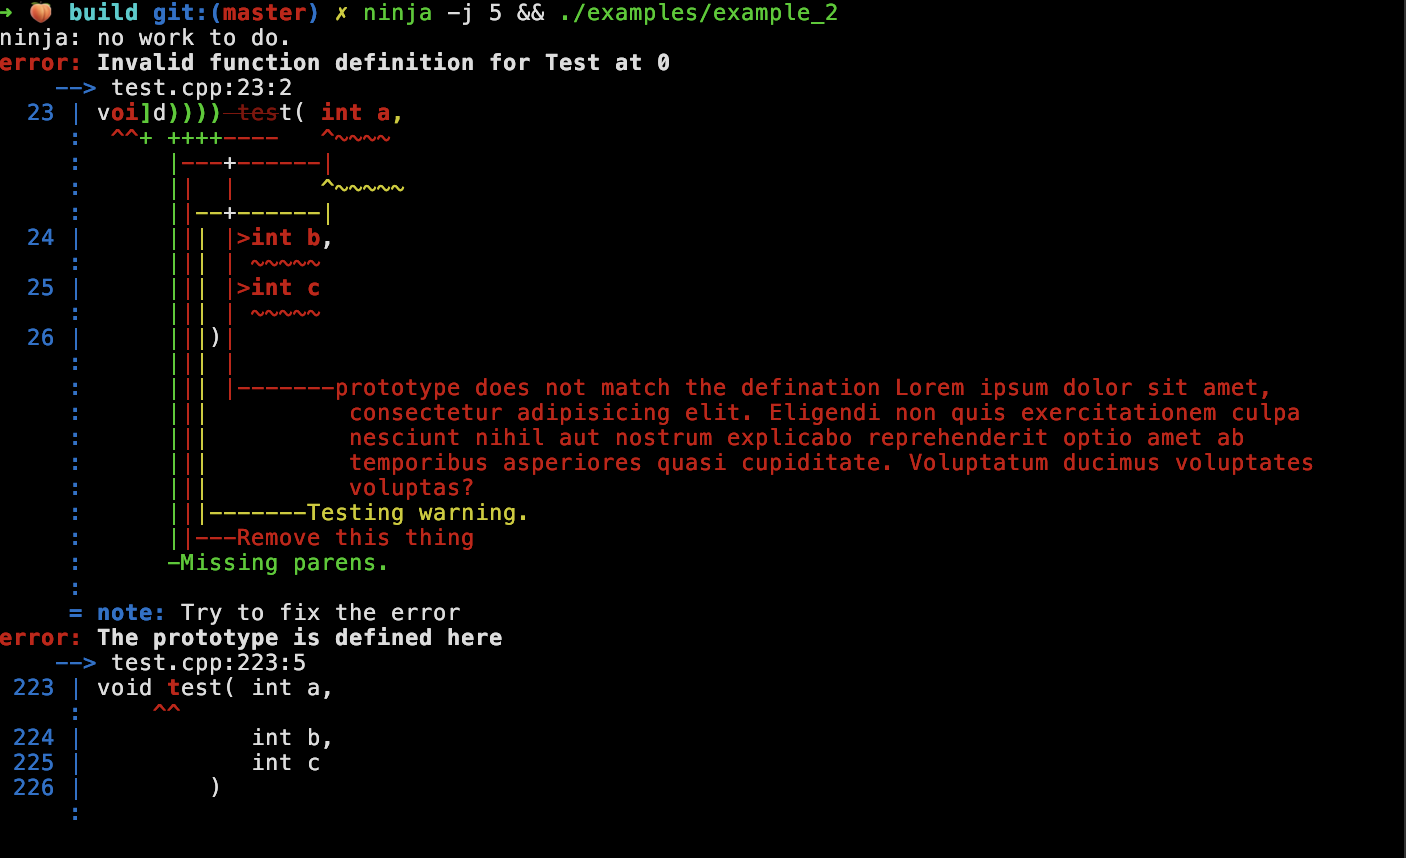 ➜ 🍑 build git:(master) ✗ ninja -j 5 && ./examples/example_2
ninja: no work to do.
error: Invalid function definition for Test at 0
    --> test.cpp:23:2
  23 | voi]d)))) test( int a,
     :  ^^+ ++++----   ^~~~~
     :      |---+------|
     :      ||  |      ^~~~~~
     :      ||--+------|
  24 |      ||| |>int b,
     :      ||| | ~~~~~
  25 |      ||| |>int c
     :      ||| | ~~~~~
  26 |      |||)|
     :      ||| |
     :      ||| |-------prototype does not match the defination Lorem ipsum dolor sit amet,
     :      |||          consectetur adipisicing elit. Eligendi non quis exercitationem culpa
     :      |||          nesciunt nihil aut nostrum explicabo reprehenderit optio amet ab
     :      |||          temporibus asperiores quasi cupiditate. Voluptatum ducimus voluptates
     :      |||          voluptas?
     :      |||-------Testing warning.
     :      ||---Remove this thing
     :      -Missing parens.
     :
     = note: Try to fix the error
error: The prototype is defined here
    --> test.cpp:223:5
 223 | void test( int a,
     :     ^^
 224 |            int b,
 225 |            int c
 226 |         )
     :